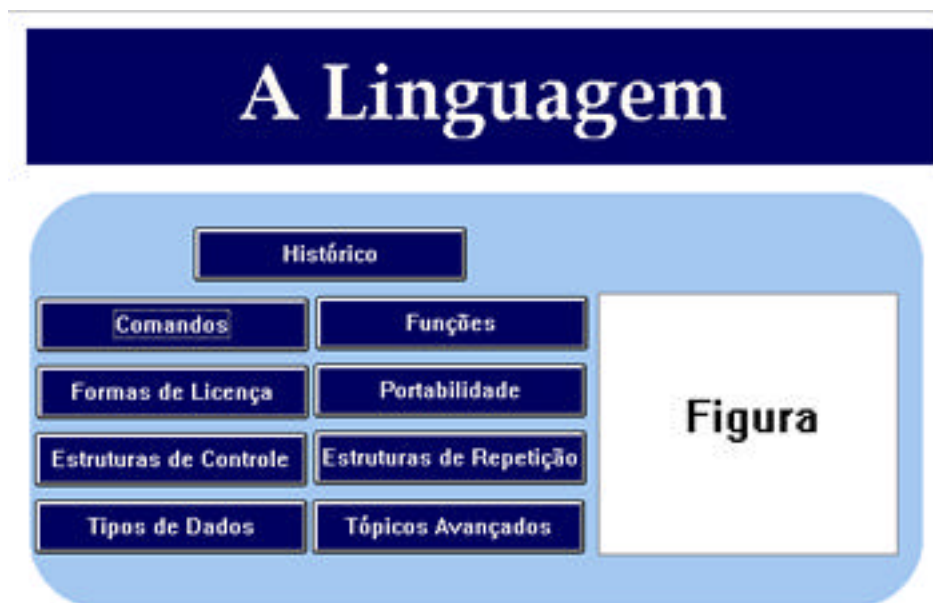 A Linguagem
Histórico
Comandos
Funções
Formas de Licença
Portabilidade
Figura
Estruturas de Controle
Estruturas de Repetição
Tipos de Dados
Tópicos Avançados